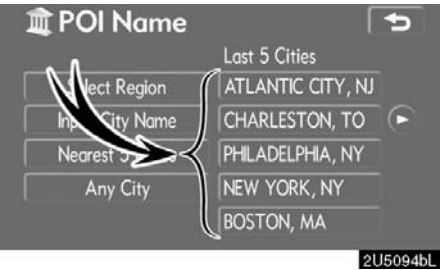 POI Name
Last 5 Cities
Select Region
ATLANTIC CITY, NJ
City Name
CHARLESTON, TO
Nearest 5
PHILADELPHIA, NY
Any City
NEW YORK, NY
BOSTON, MA
2U5094bL